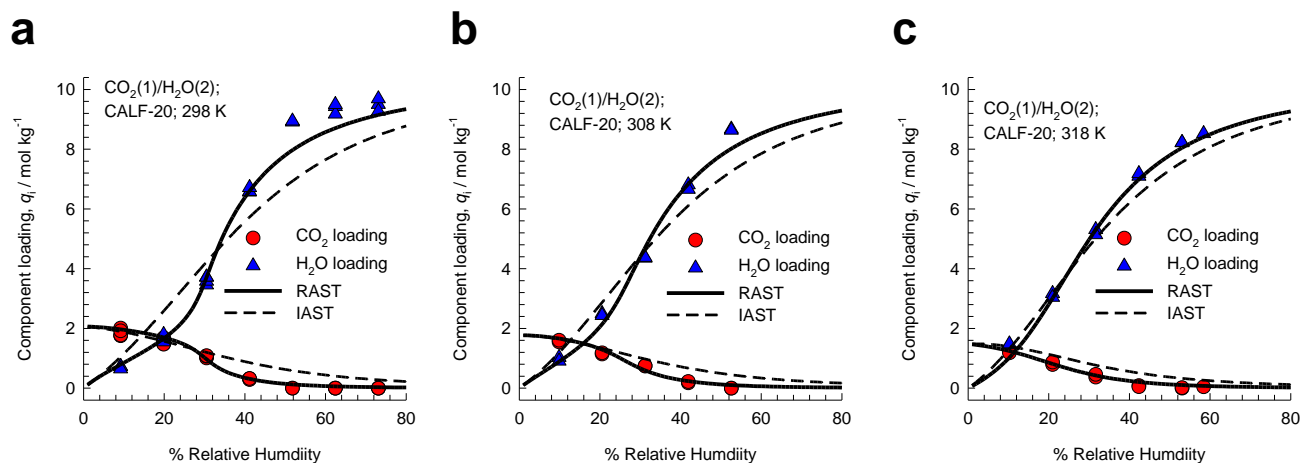 a
b
c
CO2(1)/H2O(2);
CALF-20; 298 K
CO2(1)/H2O(2);
CALF-20; 308 K
CO2(1)/H2O(2);
CALF-20; 318 K
Component loading, qi / mol kg-1
Component loading, qi / mol kg-1
Component loading, qi / mol kg-1
10
8
6
4
2
0
10
8
6
4
2
0
10
8
6
4
2
0
CO2 loading
H2O loading
RAST
IAST
CO2 loading
H2O loading
RAST
IAST
CO2 loading
H2O loading
RAST
IAST
0 20 40 60 80
0 20 40 60 80
0 20 40 60 80
% Relative Humdiity
% Relative Humdiity
% Relative Humdiity